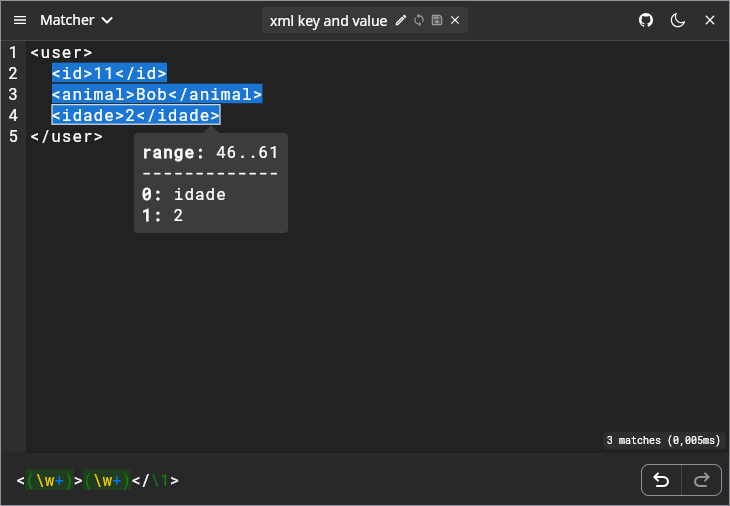 Matcher
xml key and value
1 <user>
2 <id>11</id>
3 <animal>Bob</animal>
4 <idade>2</idade>
5 </user>
range: 46..61
-------------
0: idade
1: 2
3 matches (0,005ms)
<(\w+)>(\w+)</\1>